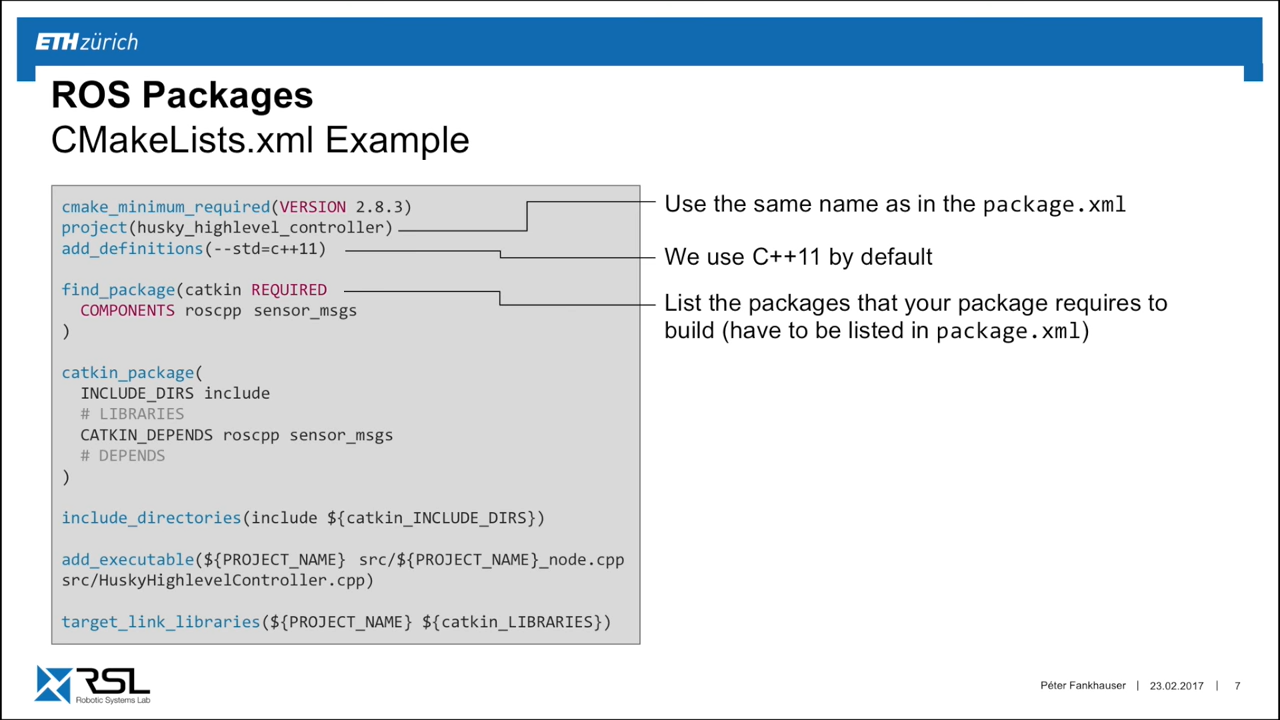 ETH zürich
ROS Packages
CMakeLists.xml Example
cmake_minimum_required(VERSION 2.8.3)
project(husky_highlevel_controller)
add_definitions(--std=c++11)
find_package(catkin REQUIRED
COMPONENTS roscpp sensor_msgs
)
catkin_package(
INCLUDE_DIRS include
# LIBRARIES
CATKIN_DEPENDS roscpp sensor_msgs
# DEPENDS
)
include_directories(include ${catkin_INCLUDE_DIRS})
add_executable(${PROJECT_NAME} src/${PROJECT_NAME}_node.cpp
src/HuskyHighlevelController.cpp)
target_link_libraries(${PROJECT_NAME} ${catkin_LIBRARIES})
Use the same name as in the package.xml
We use C++11 by default
List the packages that your package requires to
build (have to be listed in package.xml)
RSL
Robotic Systems Lab
Péter Fankhauser | 23.02.2017 | 7